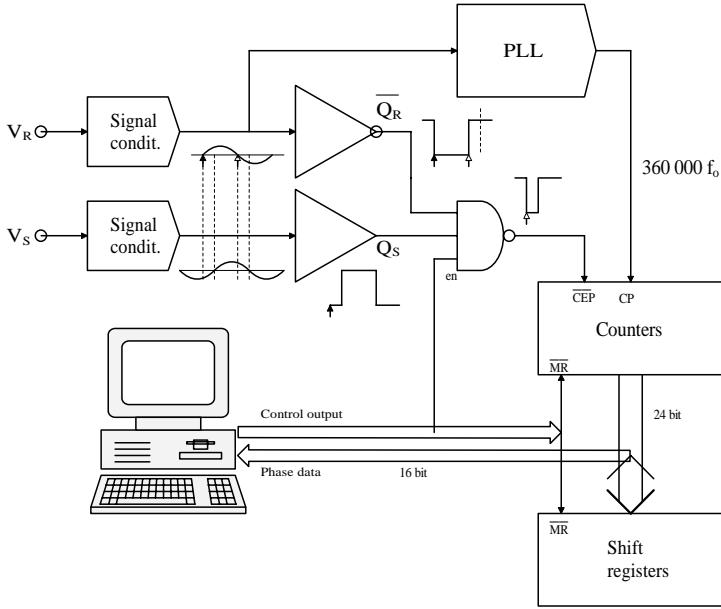 PLL
V_R
Signal
condit.
Q̅_R̅
360 000 f_o
V_S
Signal
condit.
Q_S
en
C̅E̅P̅
CP
Counters
M̅R̅
Control output
24 bit
Phase data
16 bit
M̅R̅
Shift
registers